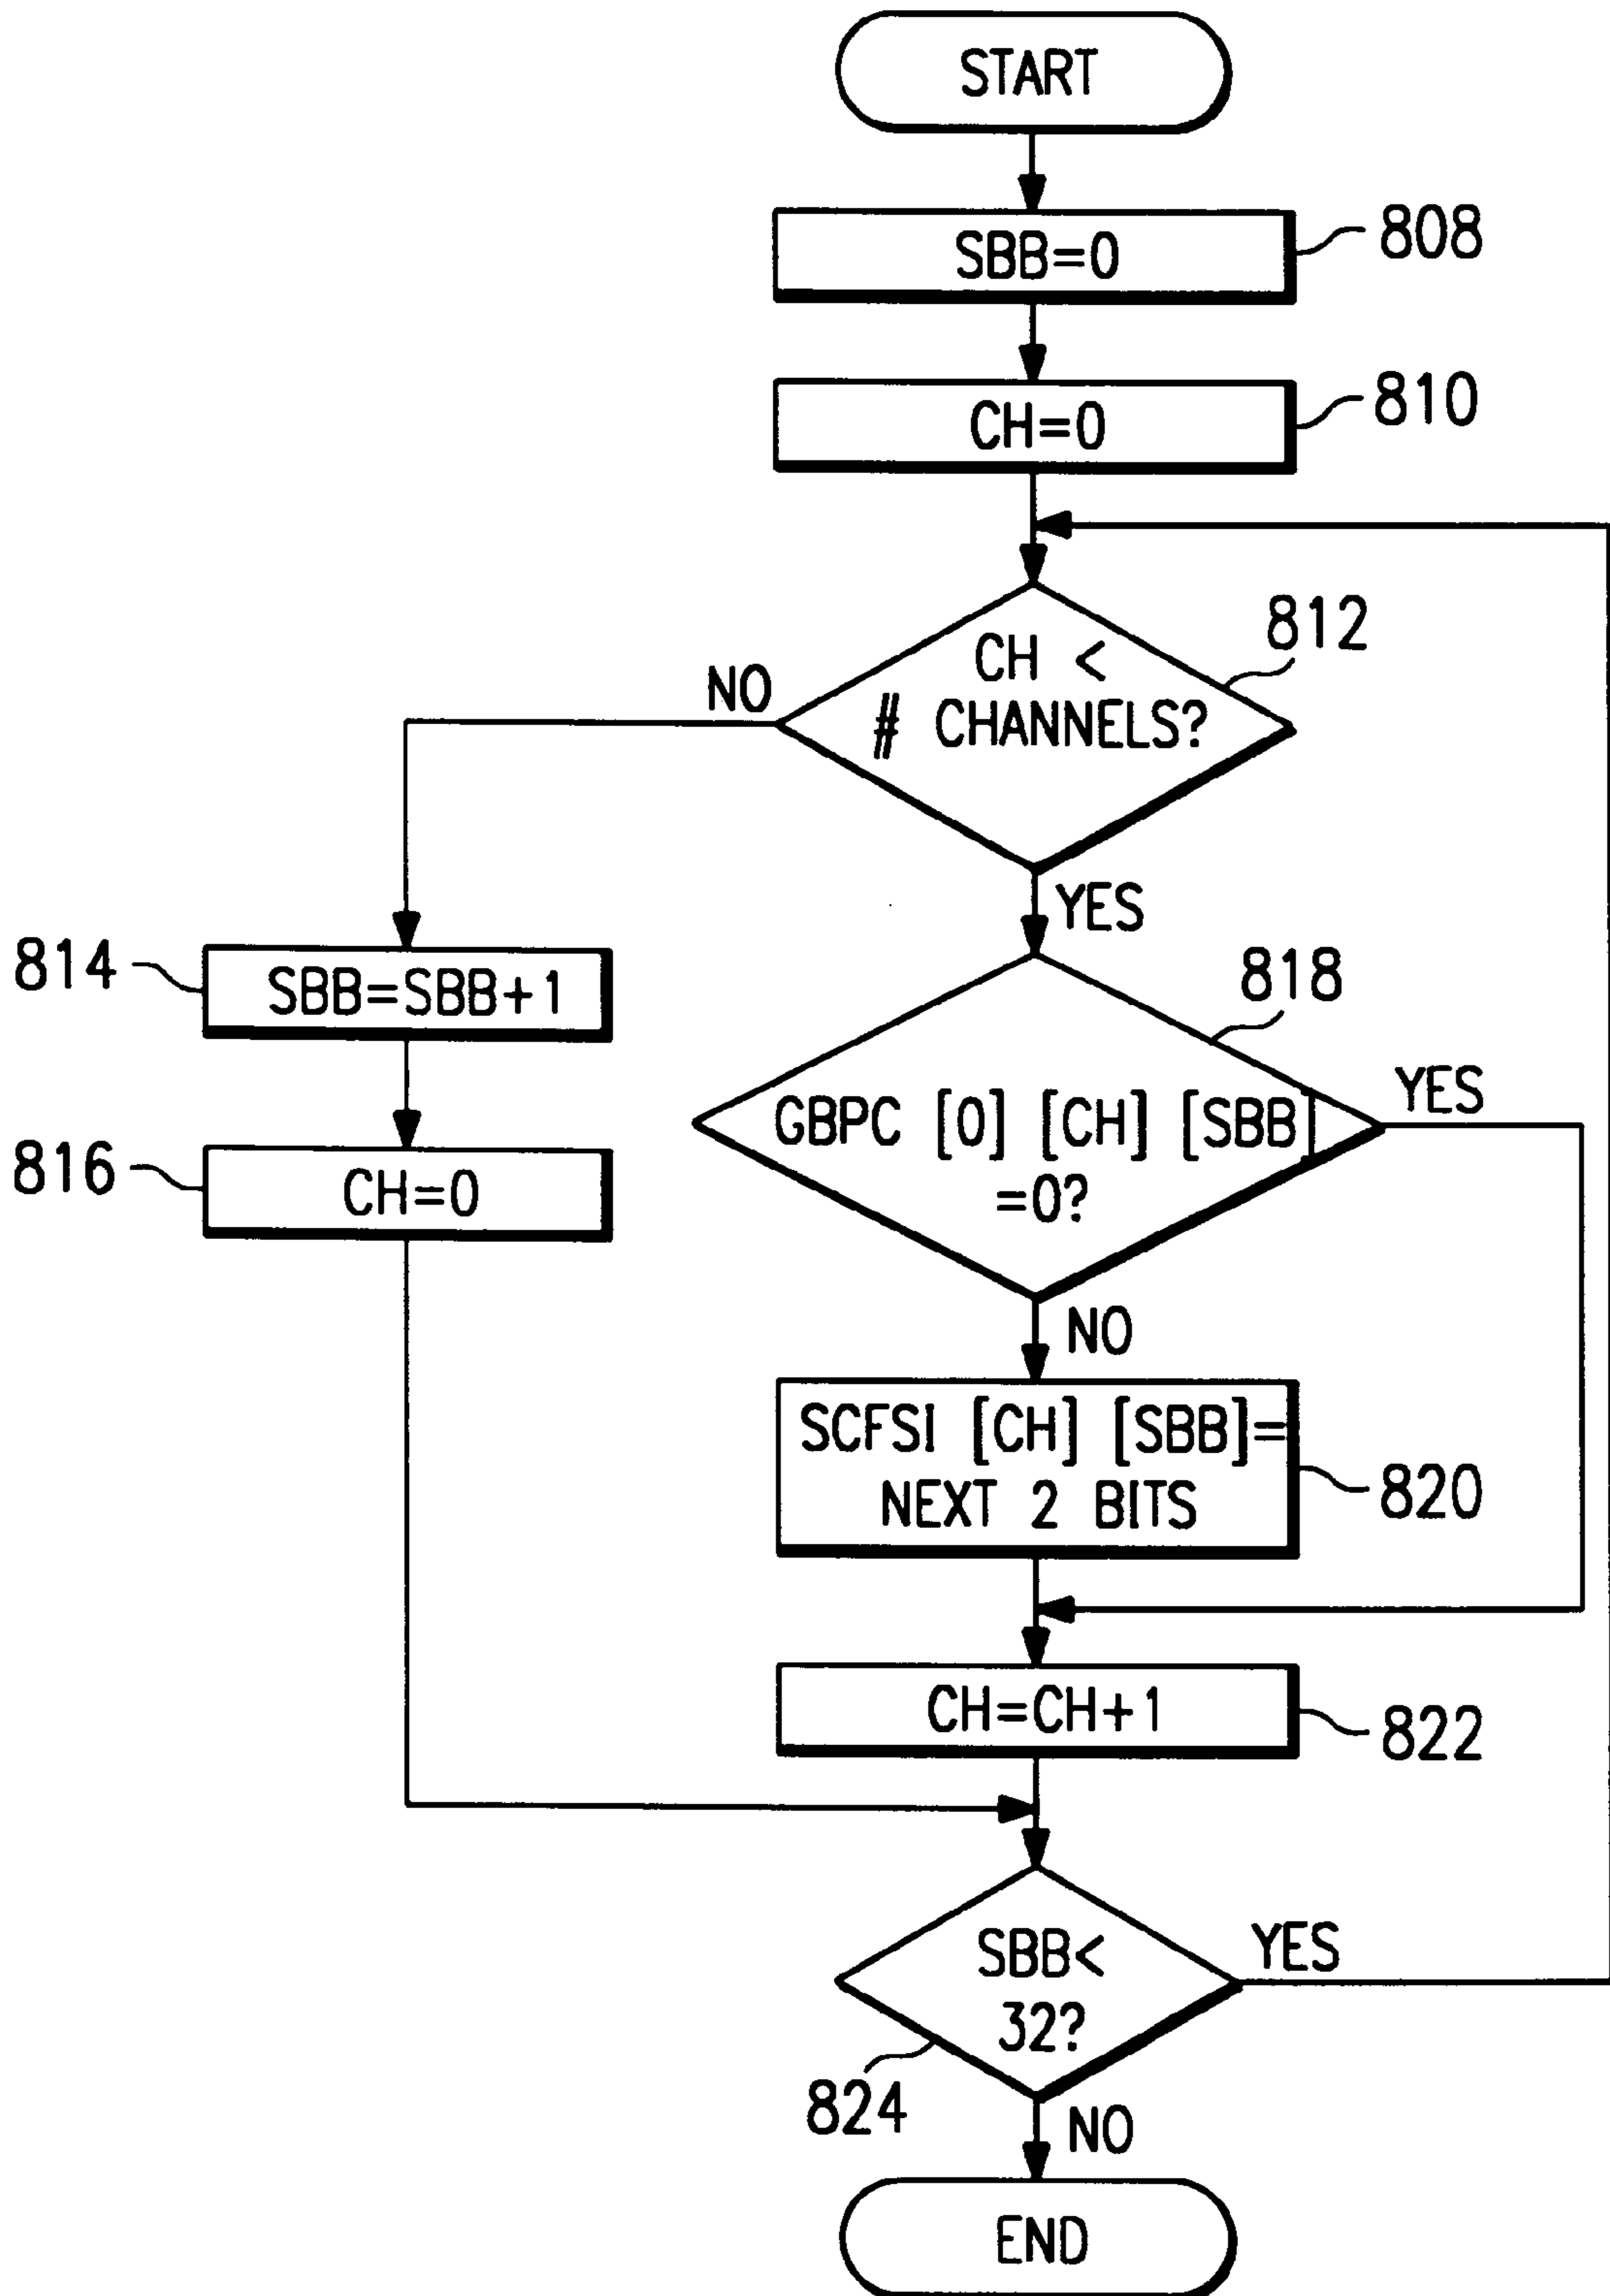 START
SBB=0
808
CH=0
810
CH <
# CHANNELS?
812
NO
YES
814
SBB=SBB+1
816
CH=0
818
GBPC [0] [CH] [SBB]
=0?
YES
NO
SCFSI [CH] [SBB]=
NEXT 2 BITS
820
CH=CH+1
822
SBB<
32?
YES
824
NO
END